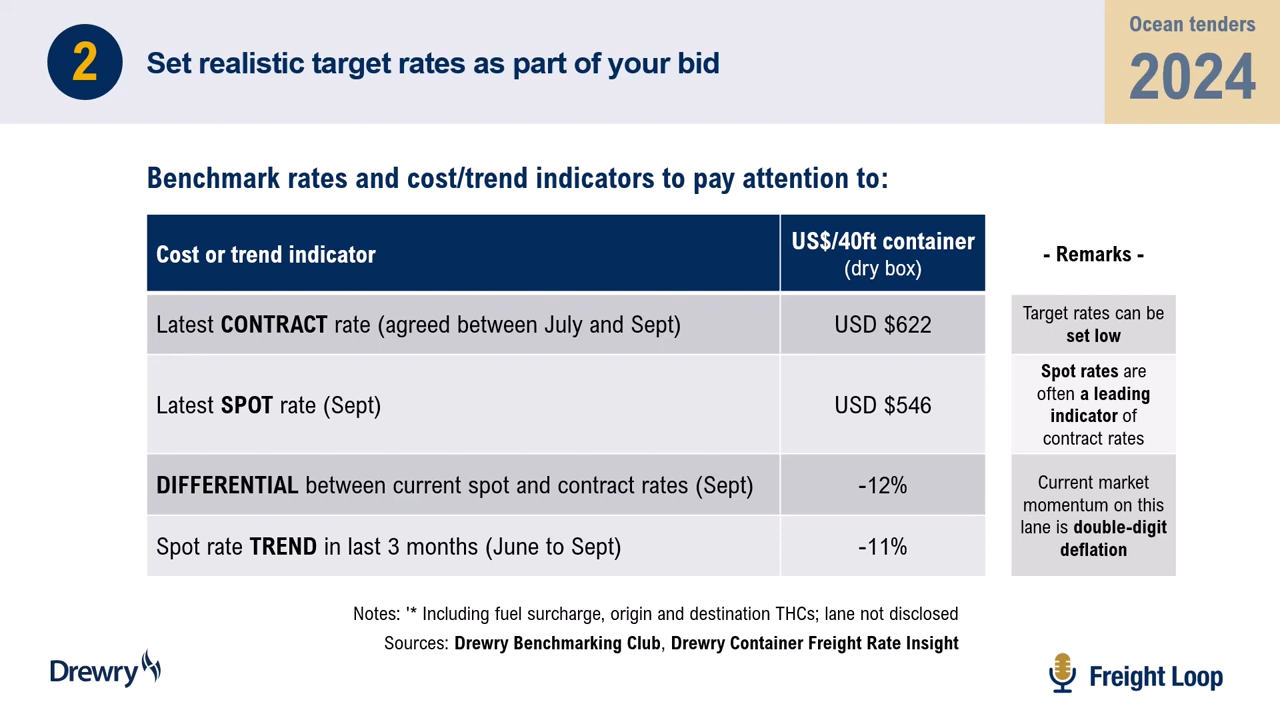 2
Set realistic target rates as part of your bid
Ocean tenders
2024
Benchmark rates and cost/trend indicators to pay attention to:
Cost or trend indicator
US$/40ft container
(dry box)
- Remarks -
Latest CONTRACT rate (agreed between July and Sept)
USD $622
Target rates can be
set low
Latest SPOT rate (Sept)
USD $546
Spot rates are
often a leading
indicator of
contract rates
DIFFERENTIAL between current spot and contract rates (Sept)
-12%
Spot rate TREND in last 3 months (June to Sept)
-11%
Current market
momentum on this
lane is double-digit
deflation
Notes: '* Including fuel surcharge, origin and destination THCs; lane not disclosed
Sources: Drewry Benchmarking Club, Drewry Container Freight Rate Insight
Drewry
Freight Loop